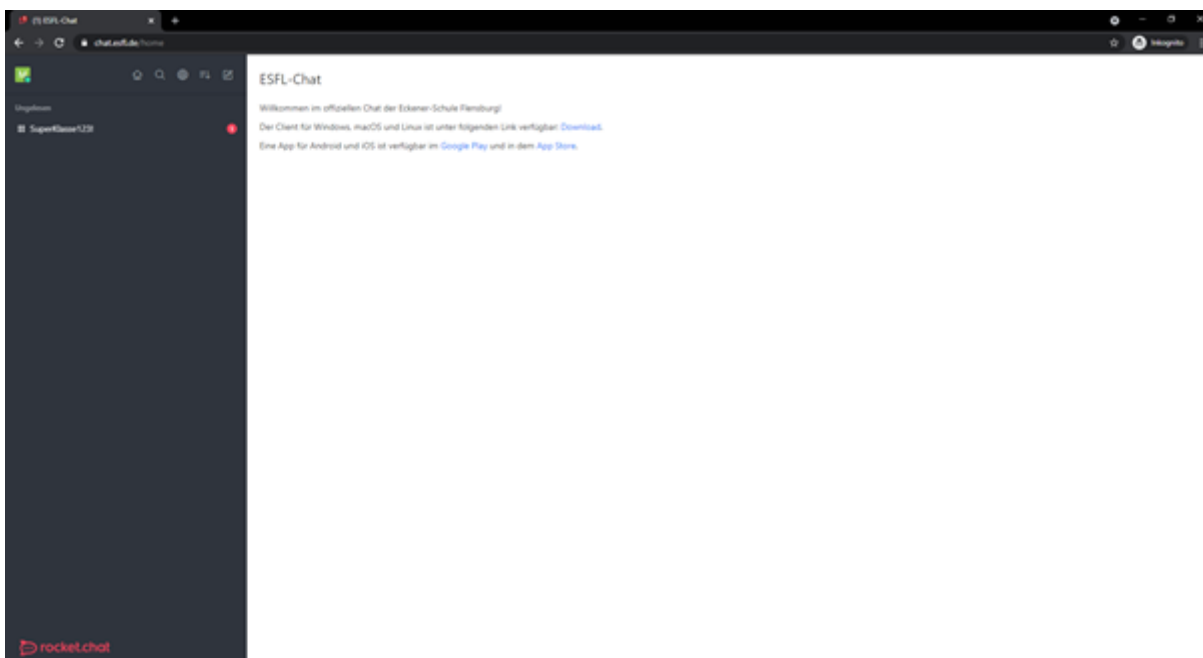 (1) ESFL-Chat
chat.esfl.de/home
Inkognito
Ungelesen
SuperKlasse123!
ESFL-Chat
Willkommen im offiziellen Chat der Eckener-Schule Flensburg!
Der Client für Windows, macOS und Linux ist unter folgenden Link verfügbar: Download.
Eine App für Android und iOS ist verfügbar im Google Play und in dem App Store.
rocket.chat